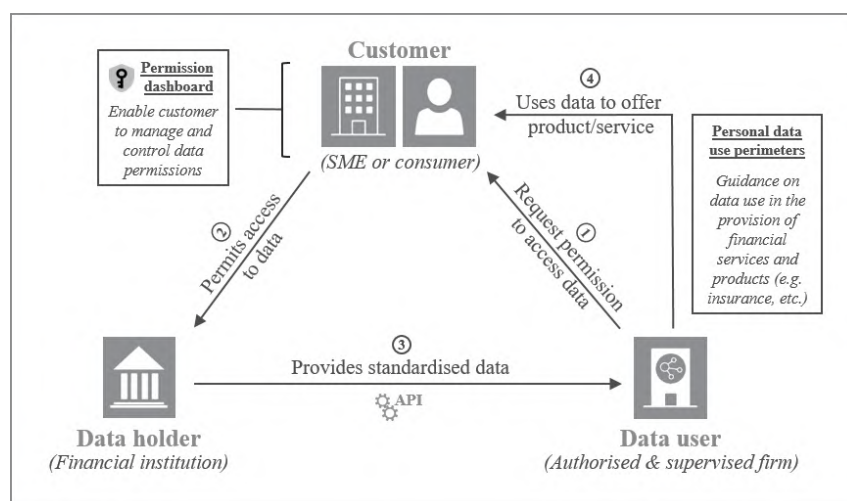 Customer
(SME or consumer)
Permission
dashboard
Enable customer
to manage and
control data
permissions
4
Uses data to offer
product/service
Personal data
use perimeters
Guidance on
data use in the
provision of
financial
services and
products (e.g.
insurance, etc.)
2
Permits access
to data
1
Request permission
to access data
3
Provides standardised data
API
Data holder
(Financial institution)
Data user
(Authorised & supervised firm)